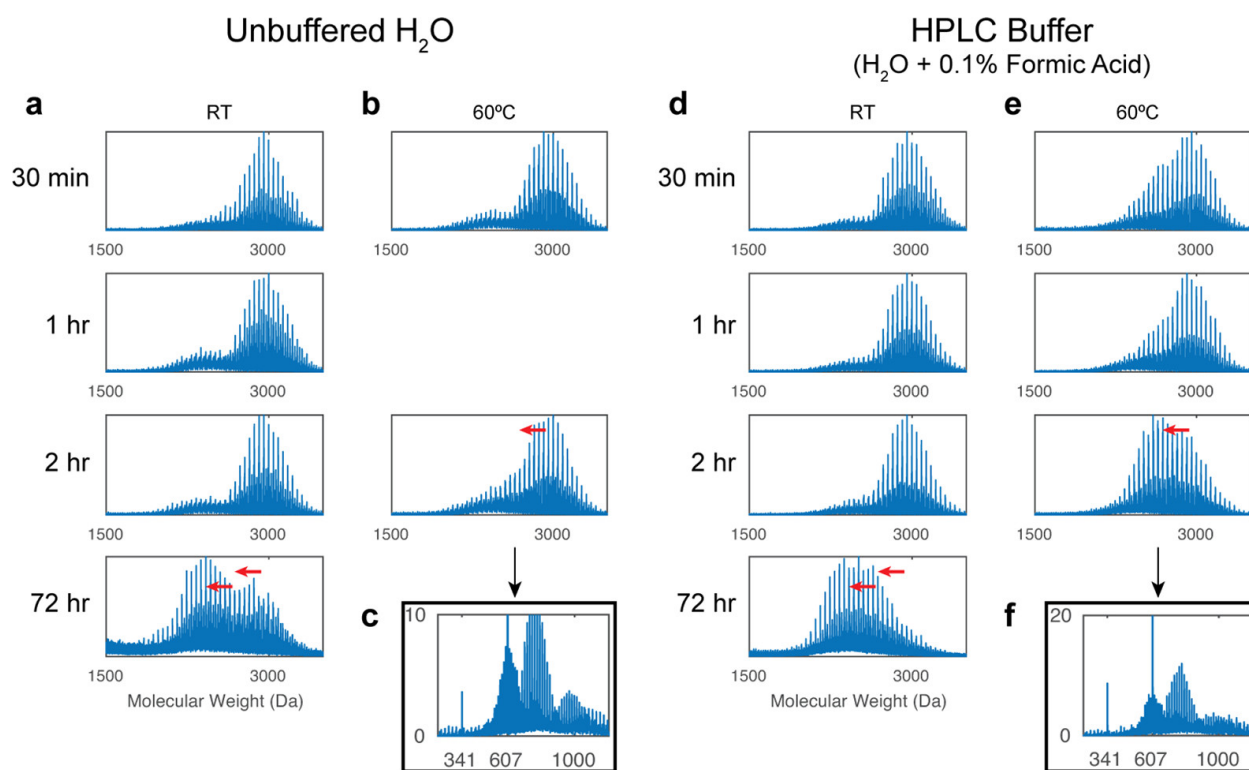 Unbuffered H₂O
HPLC Buffer
(H₂O + 0.1% Formic Acid)
a
RT
b
60ºC
d
RT
e
60ºC
30 min
1500
3000
1500
3000
30 min
1500
3000
1500
3000
1 hr
1500
3000
1 hr
1500
3000
1500
3000
2 hr
1500
3000
1500
3000
2 hr
1500
3000
1500
3000
72 hr
1500
3000
Molecular Weight (Da)
c
10
0
341
607
1000
72 hr
1500
3000
Molecular Weight (Da)
f
20
0
341
607
1000